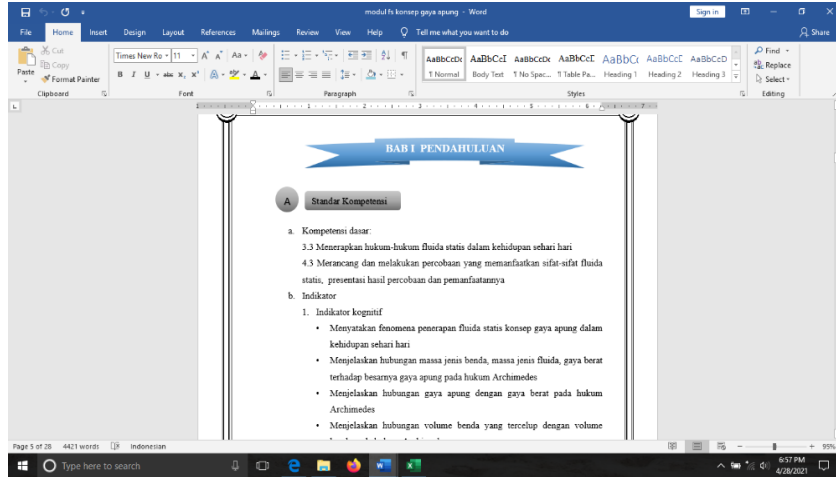 modul fs konsep gaya apung - Word
Sign in
File Home Insert Design Layout References Mailings Review View Help Tell me what you want to do Share
Paste
Cut
Copy
Format Painter
Clipboard
Times New Ro 11
Font
Paragraph
AaBbCcDc AaBbCcI AaBbCcDc AaBbCcI AaBbCc AaBbCcI AaBbCcD
¶ Normal Body Text ¶ No Spac... ¶ Table Pa... Heading 1 Heading 2 Heading 3
Styles
Find
Replace
Select
Editing
BAB I PENDAHULUAN
A Standar Kompetensi
a. Kompetensi dasar:
3.3 Menerapkan hukum-hukum fluida statis dalam kehidupan sehari hari
4.3 Merancang dan melakukan percobaan yang memanfaatkan sifat-sifat fluida
statis, presentasi hasil percobaan dan pemanfaatannya
b. Indikator
1. Indikator kognitif
• Menyatakan fenomena penerapan fluida statis konsep gaya apung dalam
kehidupan sehari hari
• Menjelaskan hubungan massa jenis benda, massa jenis fluida, gaya berat
terhadap besarnya gaya apung pada hukum Archimedes
• Menjelaskan hubungan gaya apung dengan gaya berat pada hukum
Archimedes
• Menjelaskan hubungan volume benda yang tercelup dengan volume
Page 5 of 28 4421 words Indonesian
95%
Type here to search
6:57 PM
4/28/2021